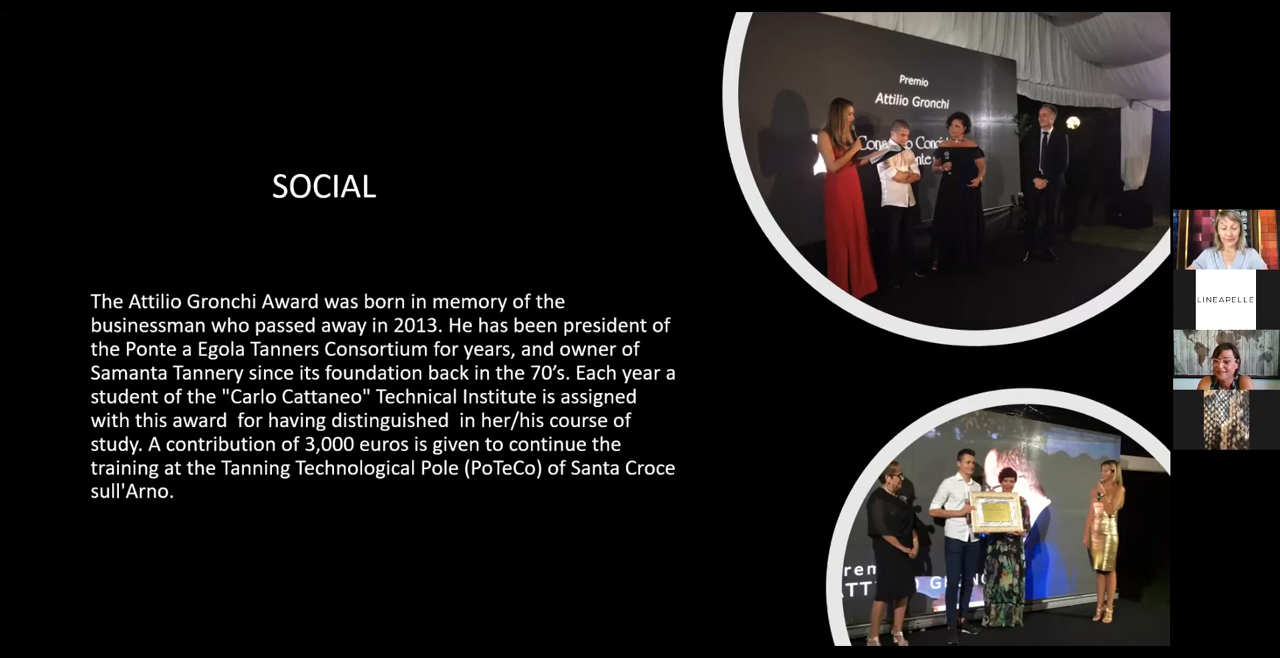 SOCIAL
The Attilio Gronchi Award was born in memory of the
businessman who passed away in 2013. He has been president of
the Ponte a Egola Tanners Consortium for years, and owner of
Samanta Tannery since its foundation back in the 70’s. Each year a
student of the "Carlo Cattaneo" Technical Institute is assigned
with this award  for having distinguished  in her/his course of
study. A contribution of 3,000 euros is given to continue the
training at the Tanning Technological Pole (PoTeCo) of Santa Croce
sull'Arno.
Premio
Attilio Gronchi
LINEAPELLE